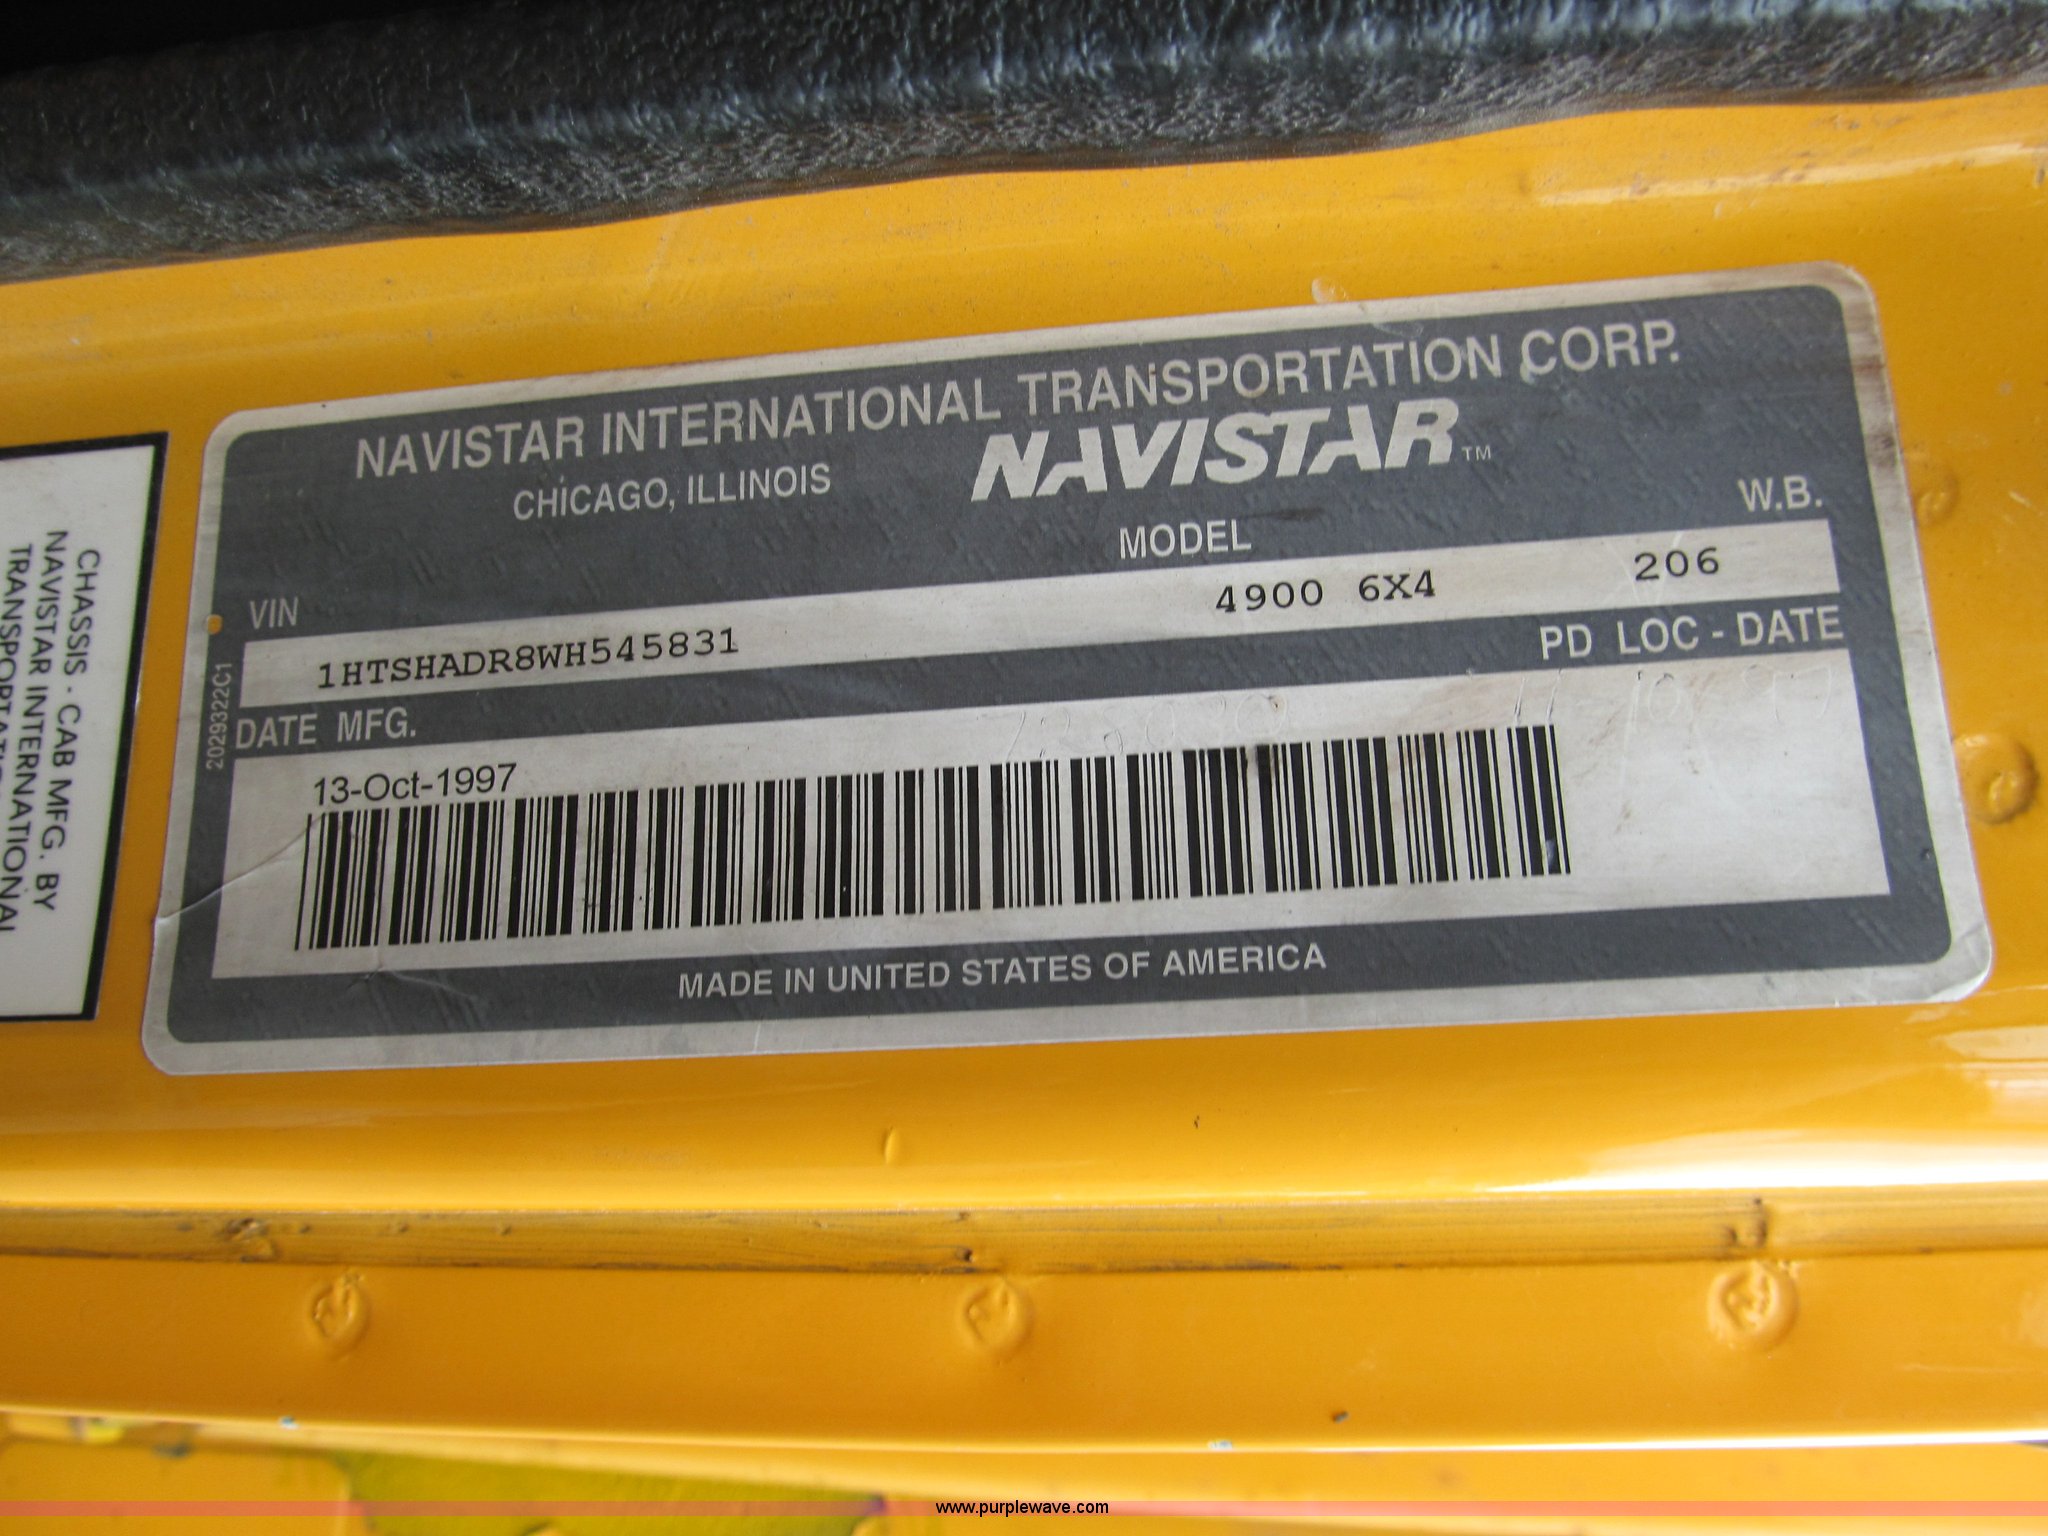 NAVISTAR INTERNATIONAL TRANSPORTATION CORP.
CHICAGO, ILLINOIS
NAVISTAR™
MODEL
W.B.
VIN
1HTSHADR8WH545831
4900 6X4
206
DATE MFG.
PD LOC - DATE
13-Oct-1997
MADE IN UNITED STATES OF AMERICA
2029322C1
CHASSIS - CAB MFG. BY
NAVISTAR INTERNATIONAL
www.purplewave.com